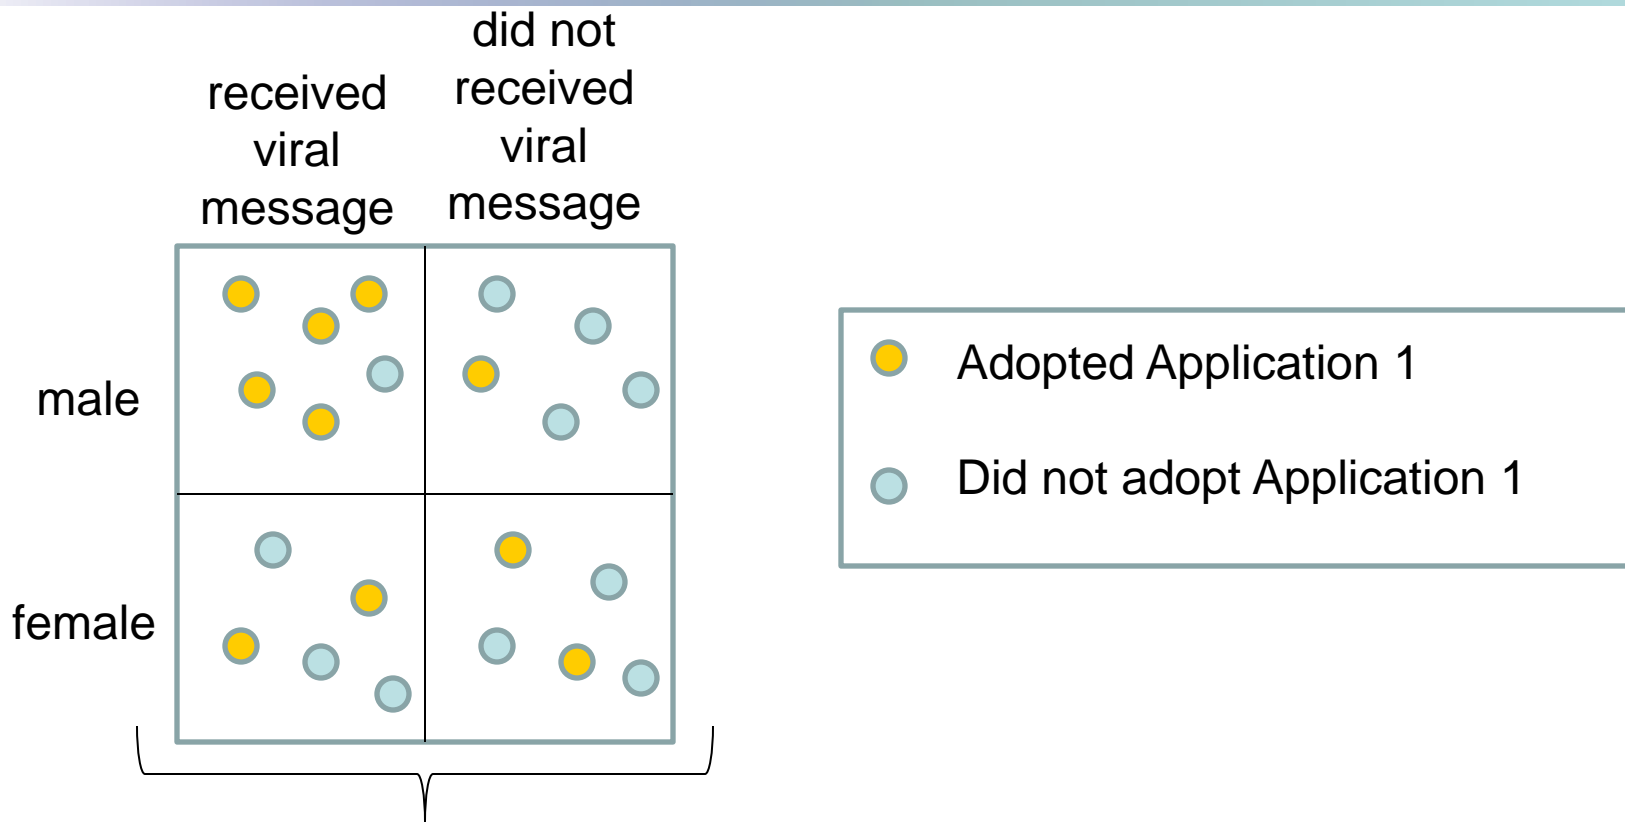 received
viral
message
did not
received
viral
message
male
female
Adopted Application 1
Did not adopt Application 1